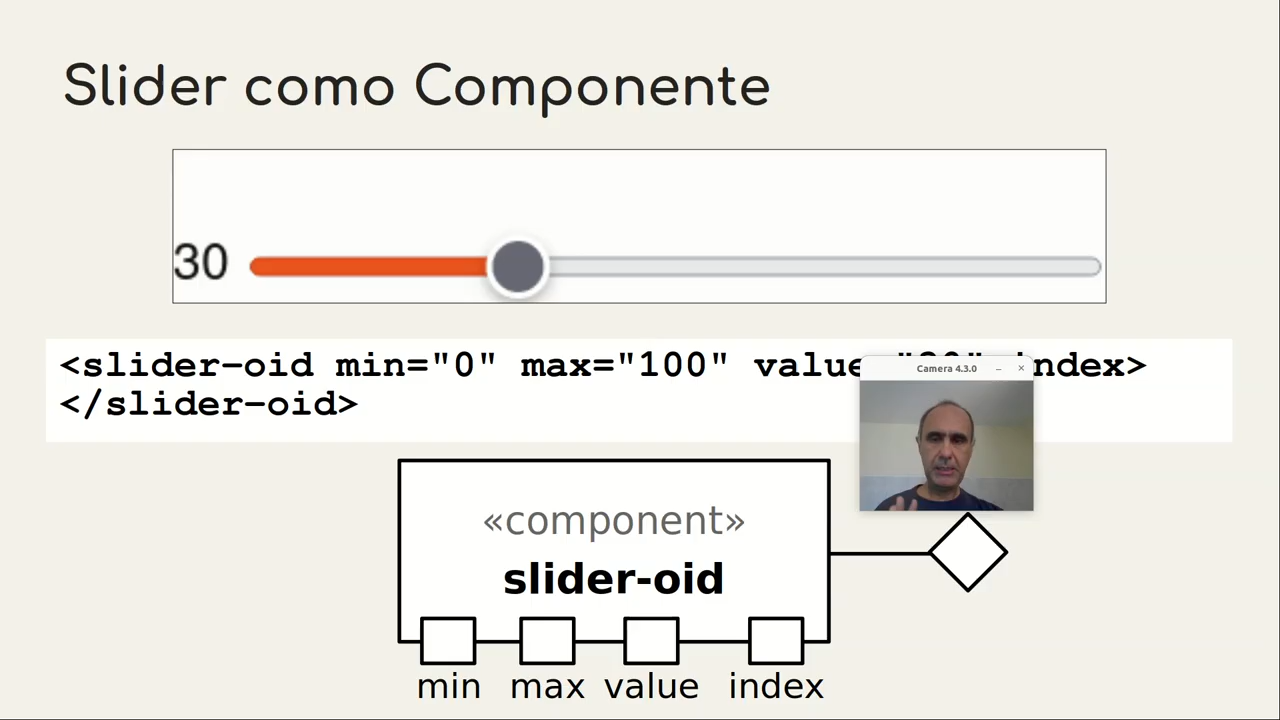 Slider como Componente
30
<slider-oid min="0" max="100" value index>
</slider-oid>
Camera 4.3.0
«component»
slider-oid
min max value index